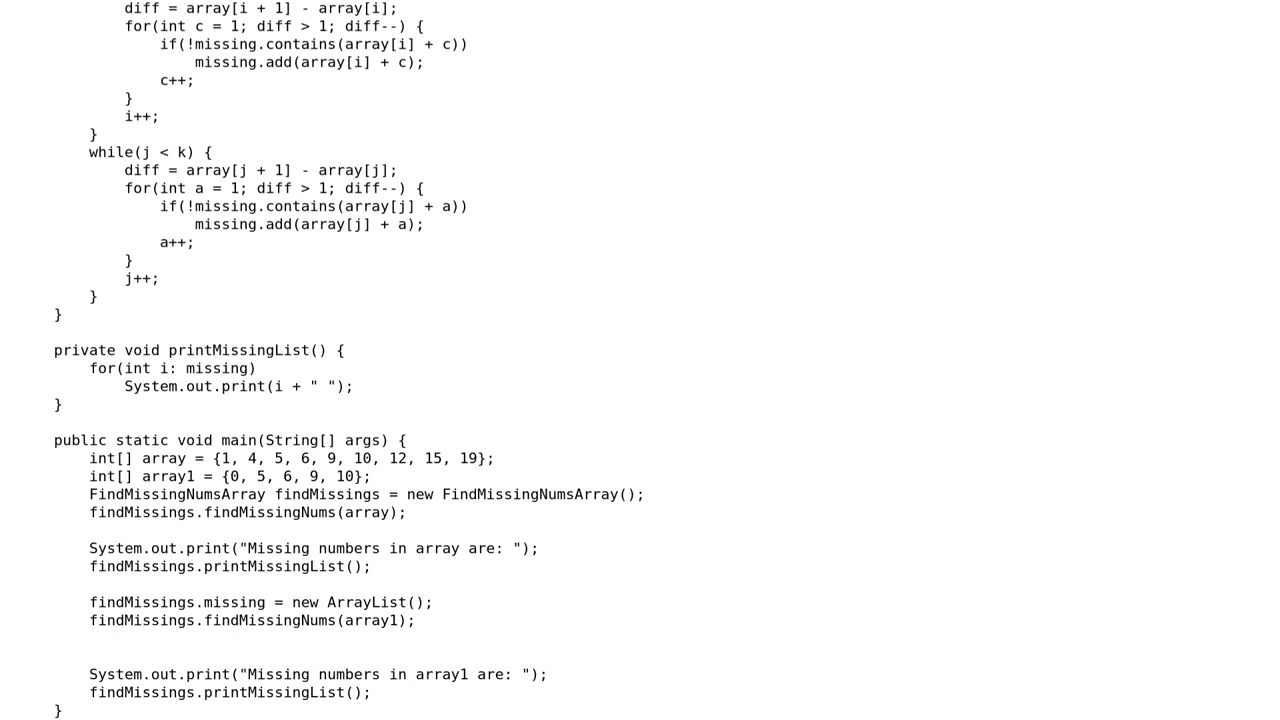 diff = array[i + 1] - array[i];
for(int c = 1; diff > 1; diff--) {
if(!missing.contains(array[i] + c))
missing.add(array[i] + c);
c++;
}
i++;
}
while(j < k) {
diff = array[j + 1] - array[j];
for(int a = 1; diff > 1; diff--) {
if(!missing.contains(array[j] + a))
missing.add(array[j] + a);
a++;
}
j++;
}
}
private void printMissingList() {
for(int i: missing)
System.out.print(i + " ");
}
public static void main(String[] args) {
int[] array = {1, 4, 5, 6, 9, 10, 12, 15, 19};
int[] array1 = {0, 5, 6, 9, 10};
FindMissingNumsArray findMissings = new FindMissingNumsArray();
findMissings.findMissingNums(array);
System.out.print("Missing numbers in array are: ");
findMissings.printMissingList();
findMissings.missing = new ArrayList();
findMissings.findMissingNums(array1);
System.out.print("Missing numbers in array1 are: ");
findMissings.printMissingList();
}